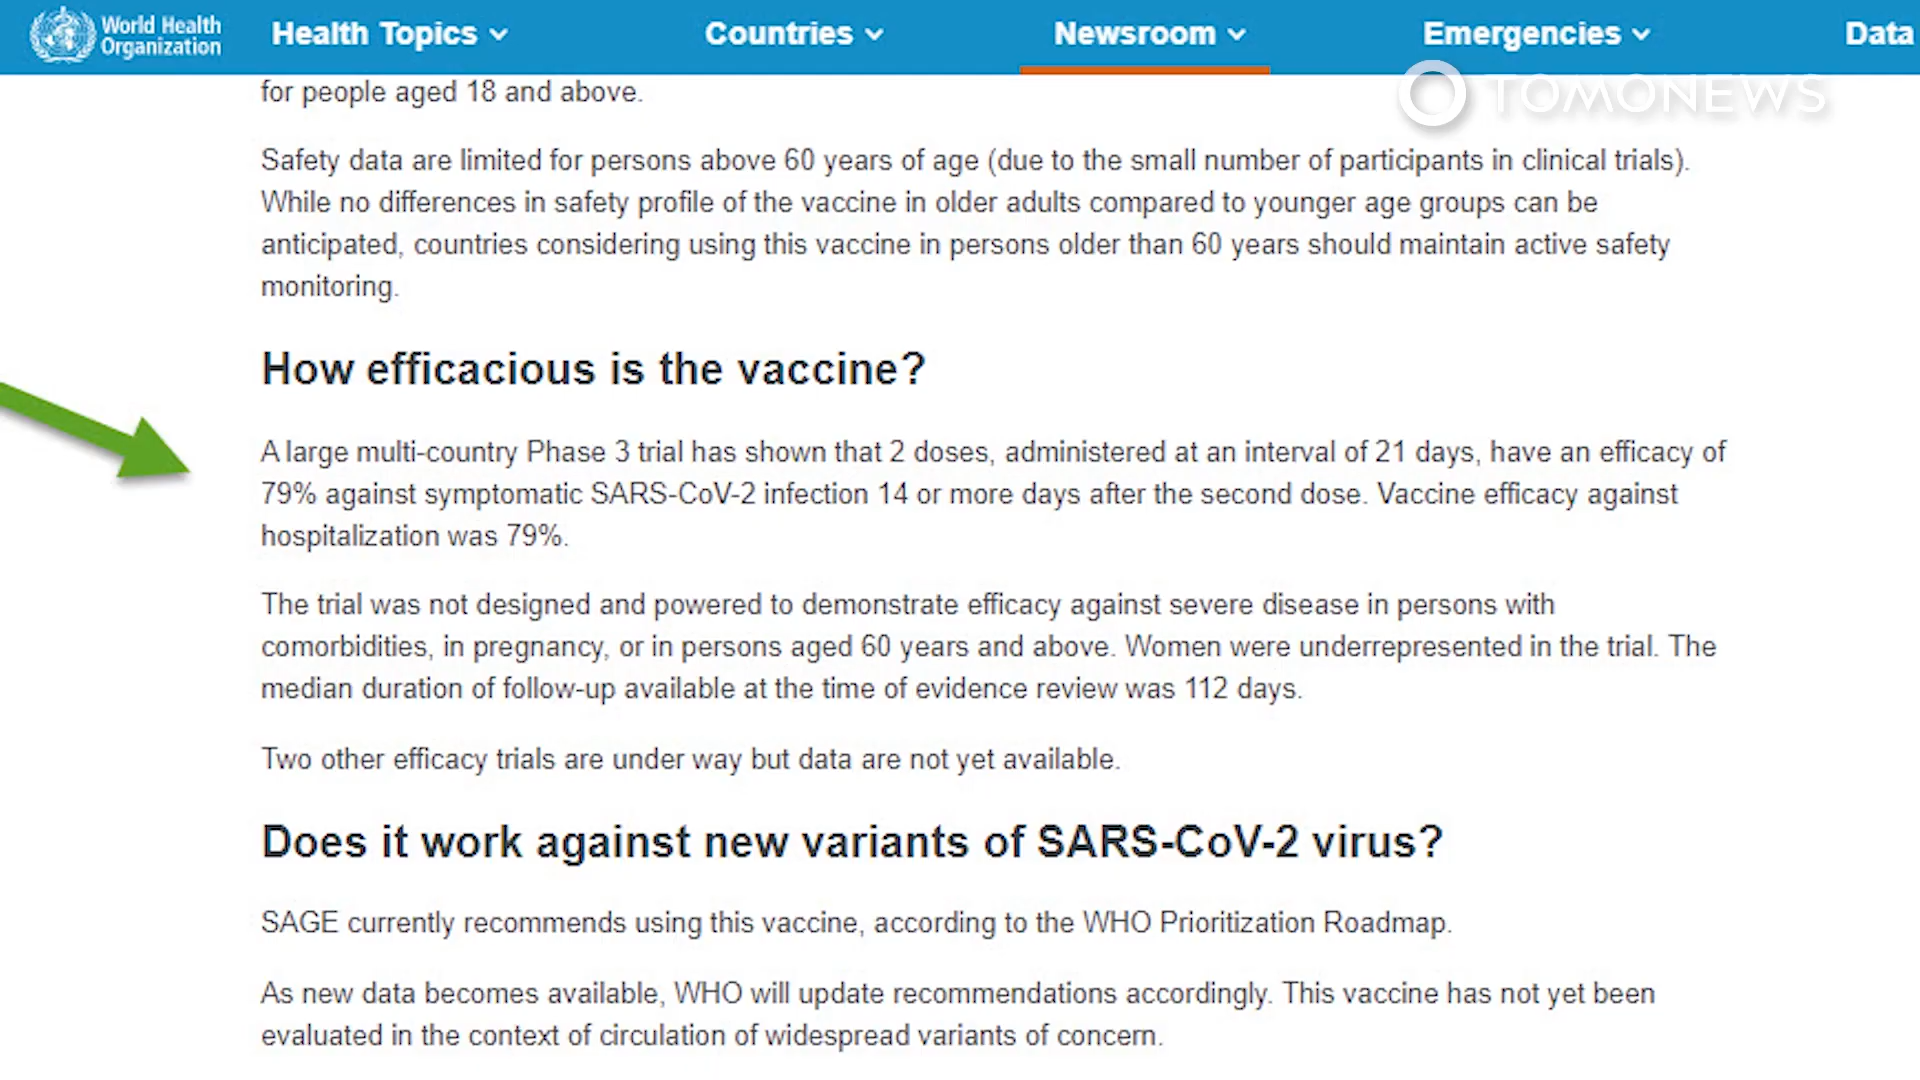 World Health
Organization
Health Topics
Countries
Newsroom
Emergencies
Data
TOMONEWS
for people aged 18 and above.
Safety data are limited for persons above 60 years of age (due to the small number of participants in clinical trials).
While no differences in safety profile of the vaccine in older adults compared to younger age groups can be
anticipated, countries considering using this vaccine in persons older than 60 years should maintain active safety
monitoring.
How efficacious is the vaccine?
A large multi-country Phase 3 trial has shown that 2 doses, administered at an interval of 21 days, have an efficacy of
79% against symptomatic SARS-CoV-2 infection 14 or more days after the second dose. Vaccine efficacy against
hospitalization was 79%.
The trial was not designed and powered to demonstrate efficacy against severe disease in persons with
comorbidities, in pregnancy, or in persons aged 60 years and above. Women were underrepresented in the trial. The
median duration of follow-up available at the time of evidence review was 112 days.
Two other efficacy trials are under way but data are not yet available.
Does it work against new variants of SARS-CoV-2 virus?
SAGE currently recommends using this vaccine, according to the WHO Prioritization Roadmap.
As new data becomes available, WHO will update recommendations accordingly. This vaccine has not yet been
evaluated in the context of circulation of widespread variants of concern.